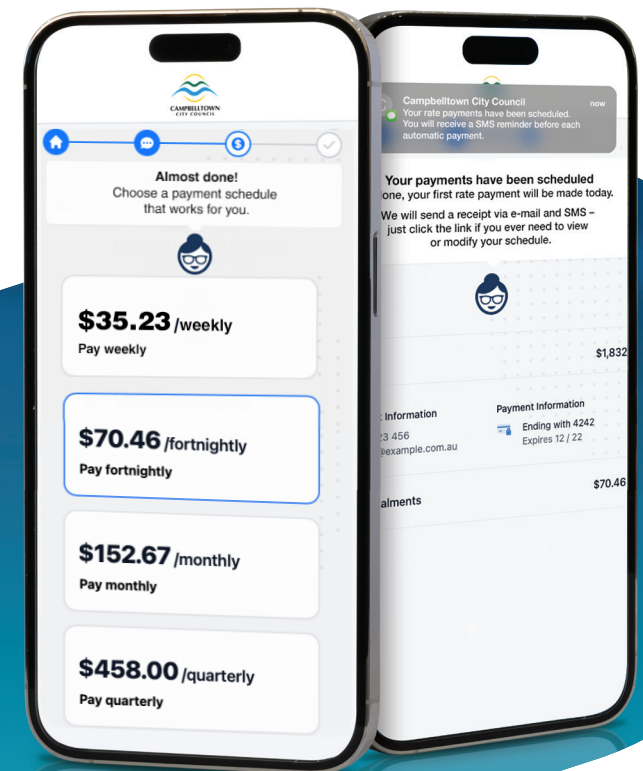 CAMPBELLTOWN
CITY COUNCIL
Almost done!
Choose a payment schedule
that works for you.
$35.23 /weekly
Pay weekly
$70.46 /fortnightly
Pay fortnightly
$152.67 /monthly
Pay monthly
$458.00 /quarterly
Pay quarterly
Campbelltown City Council
now
Your rate payments have been scheduled.
You will receive a SMS reminder before each
automatic payment.
Your payments have been scheduled
one, your first rate payment will be made today.
We will send a receipt via e-mail and SMS –
just click the link if you ever need to view
or modify your schedule.
$1,832
Information
23 456
@example.com.au
Payment Information
Ending with 4242
Expires 12 / 22
alments
$70.46